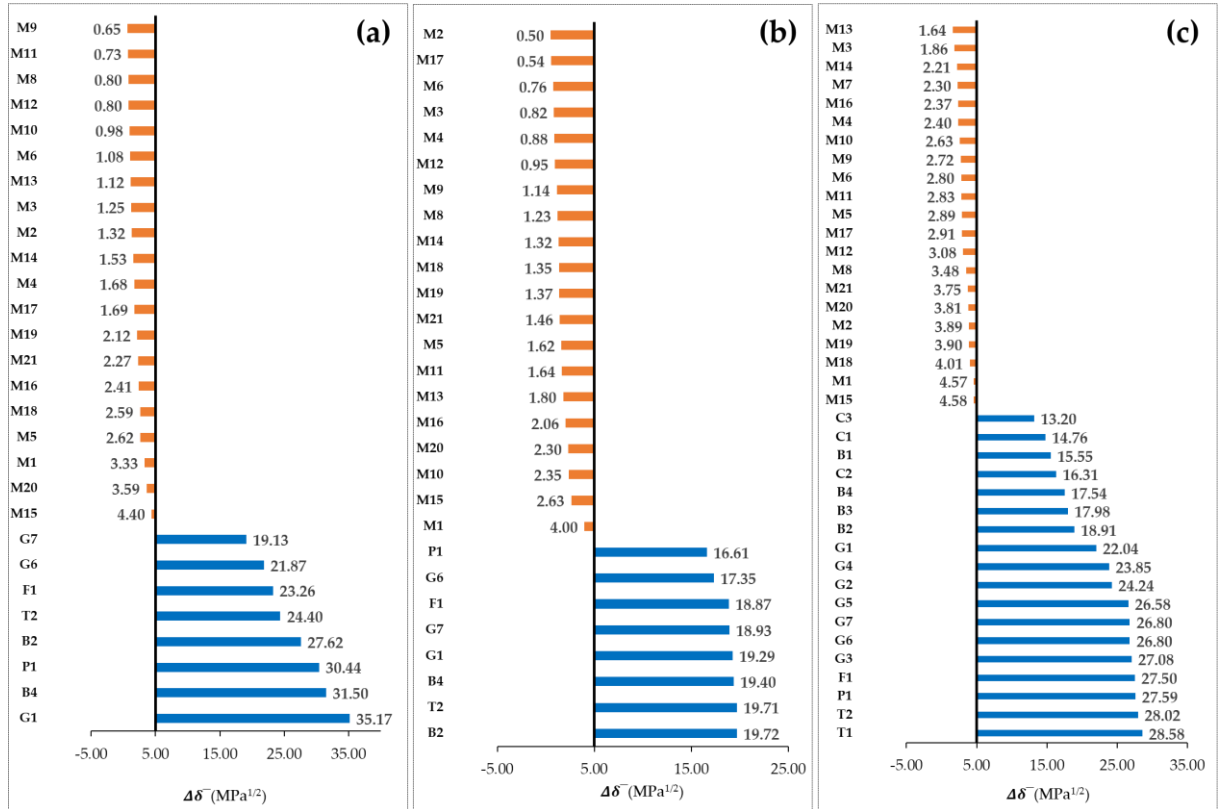 (a)
M9 0.65
M11 0.73
M8 0.80
M12 0.80
M10 0.98
M6 1.08
M13 1.12
M3 1.25
M2 1.32
M14 1.53
M4 1.68
M17 1.69
M19 2.12
M21 2.27
M16 2.41
M18 2.59
M5 2.62
M1 3.33
M20 3.59
M15 4.40
G7 19.13
G6 21.87
F1 23.26
T2 24.40
B2 27.62
P1 30.44
B4 31.50
G1 35.17
-5.00 5.00 15.00 25.00 35.00
Δδ¯(MPa¹/²)
(b)
M2 0.50
M17 0.54
M6 0.76
M3 0.82
M4 0.88
M12 0.95
M9 1.14
M8 1.23
M14 1.32
M18 1.35
M19 1.37
M21 1.46
M5 1.62
M11 1.64
M13 1.80
M16 2.06
M20 2.30
M10 2.35
M15 2.63
M1 4.00
P1 16.61
G6 17.35
F1 18.87
G7 18.93
G1 19.29
B4 19.40
T2 19.71
B2 19.72
-5.00 5.00 15.00 25.00
Δδ¯(MPa¹/²)
(c)
M13 1.64
M3 1.86
M14 2.21
M7 2.30
M16 2.37
M4 2.40
M10 2.63
M9 2.72
M6 2.80
M11 2.83
M5 2.89
M17 2.91
M12 3.08
M8 3.48
M21 3.75
M20 3.81
M2 3.89
M19 3.90
M18 4.01
M1 4.57
M15 4.58
C3 13.20
C1 14.76
B1 15.55
C2 16.31
B4 17.54
B3 17.98
B2 18.91
G1 22.04
G4 23.85
G2 24.24
G5 26.58
G7 26.80
G6 26.80
G3 27.08
F1 27.50
P1 27.59
T2 28.02
T1 28.58
-5.00 5.00 15.00 25.00 35.00
Δδ¯(MPa¹/²)